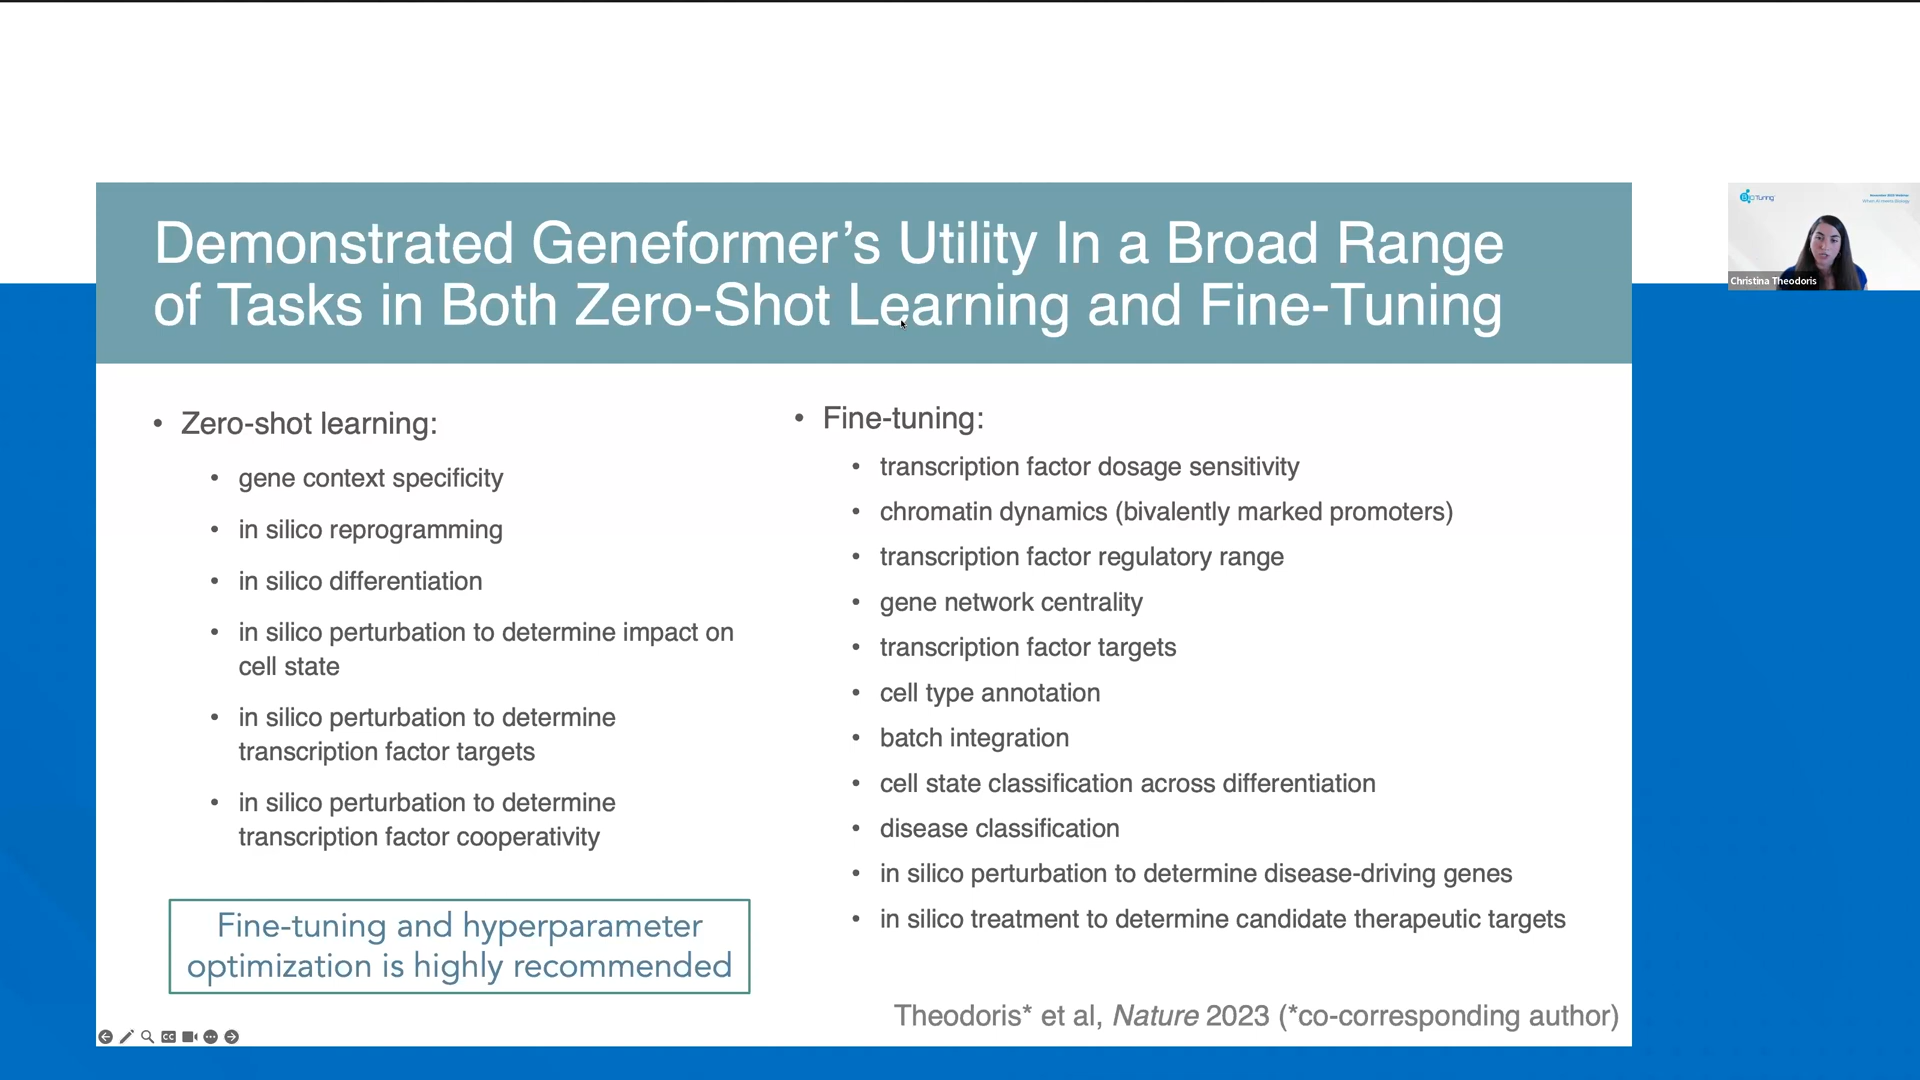 Demonstrated Geneformer’s Utility In a Broad Range
of Tasks in Both Zero-Shot Learning and Fine-Tuning
• Zero-shot learning:
• gene context specificity
• in silico reprogramming
• in silico differentiation
• in silico perturbation to determine impact on
cell state
• in silico perturbation to determine
transcription factor targets
• in silico perturbation to determine
transcription factor cooperativity
Fine-tuning and hyperparameter
optimization is highly recommended
• Fine-tuning:
• transcription factor dosage sensitivity
• chromatin dynamics (bivalently marked promoters)
• transcription factor regulatory range
• gene network centrality
• transcription factor targets
• cell type annotation
• batch integration
• cell state classification across differentiation
• disease classification
• in silico perturbation to determine disease-driving genes
• in silico treatment to determine candidate therapeutic targets
Theodoris* et al, Nature 2023 (*co-corresponding author)
CC
Turing
Christina Theodoris